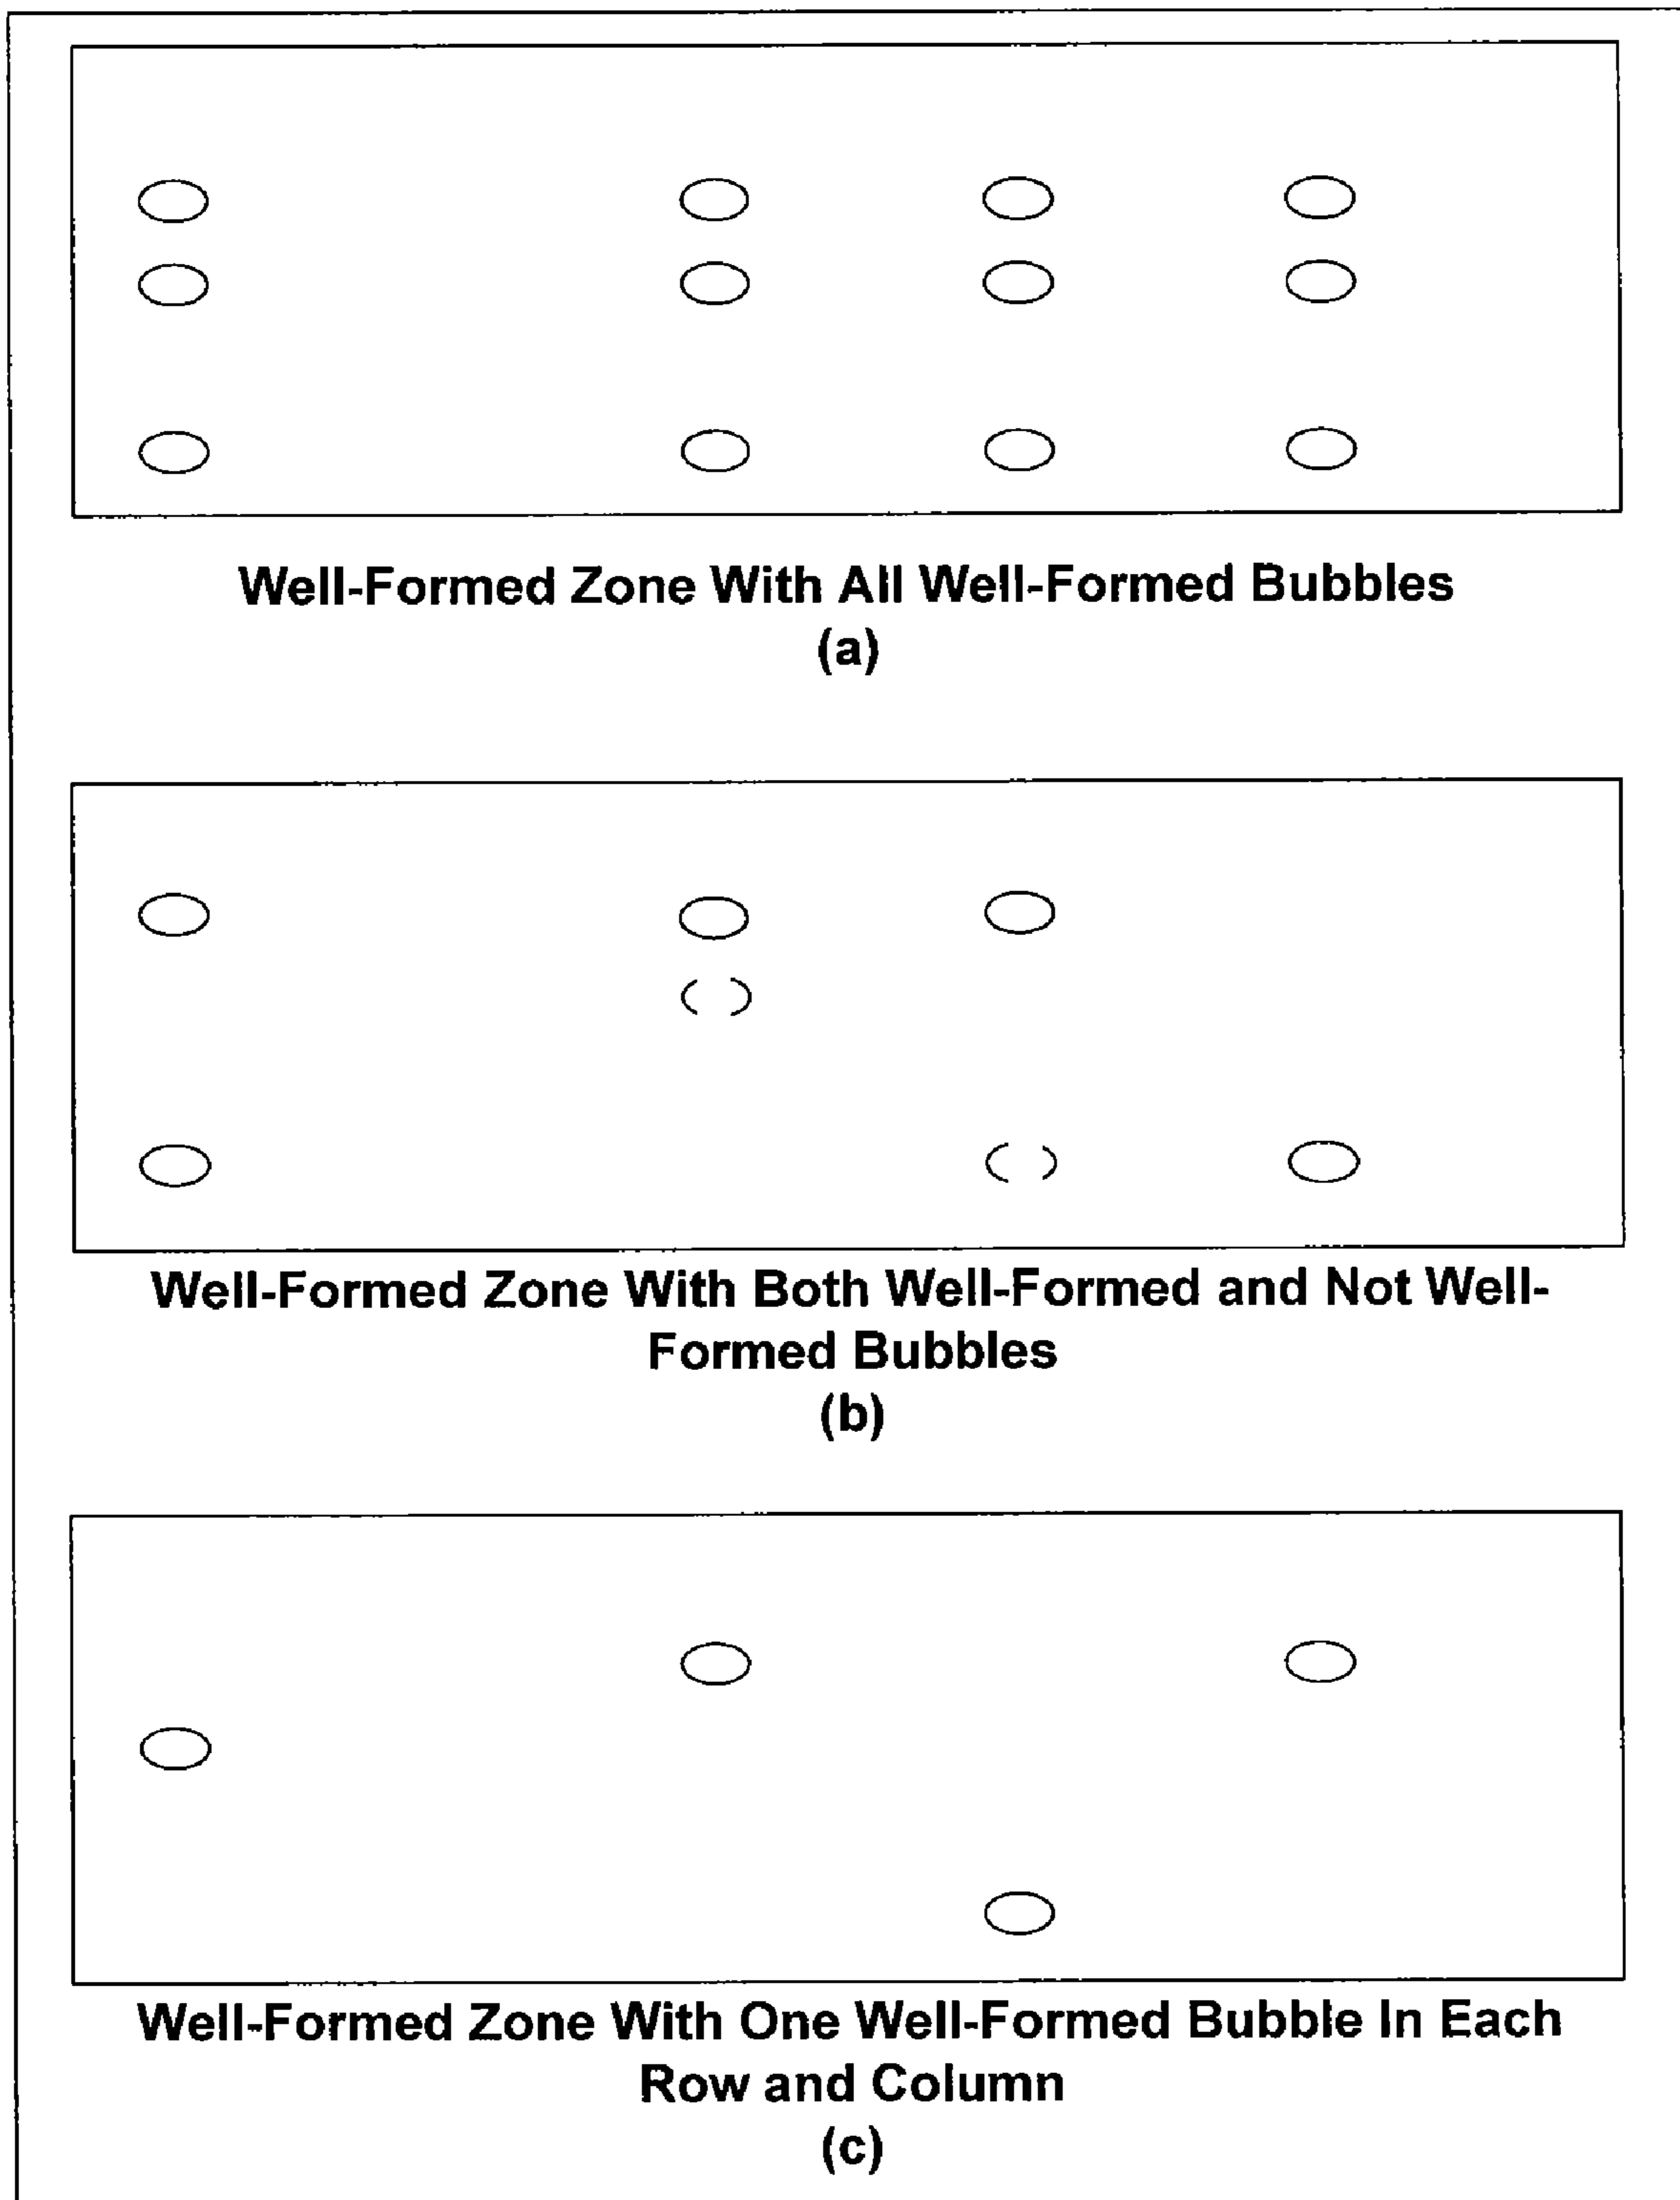 Well-Formed Zone With All Well-Formed Bubbles
(a)
Well-Formed Zone With Both Well-Formed and Not Well-
Formed Bubbles
(b)
Well-Formed Zone With One Well-Formed Bubble In Each
Row and Column
(c)